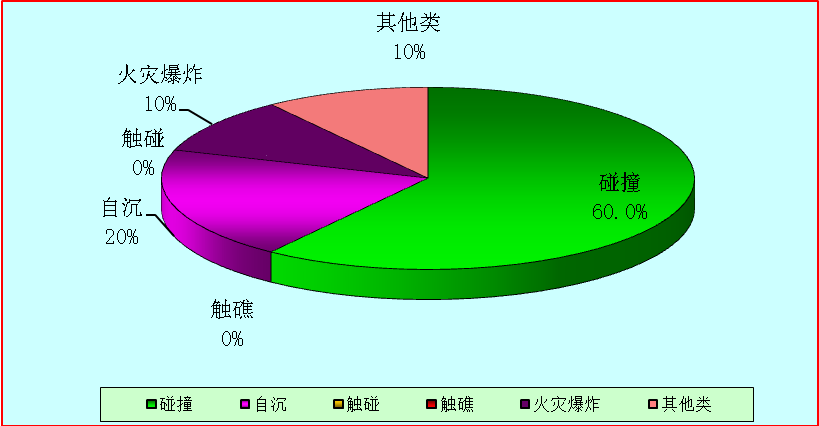 其他类
10%
火灾爆炸
10%
触碰
0%
碰撞
60.0%
自沉
20%
触礁
0%
碰撞 自沉 触碰 触礁 火灾爆炸 其他类